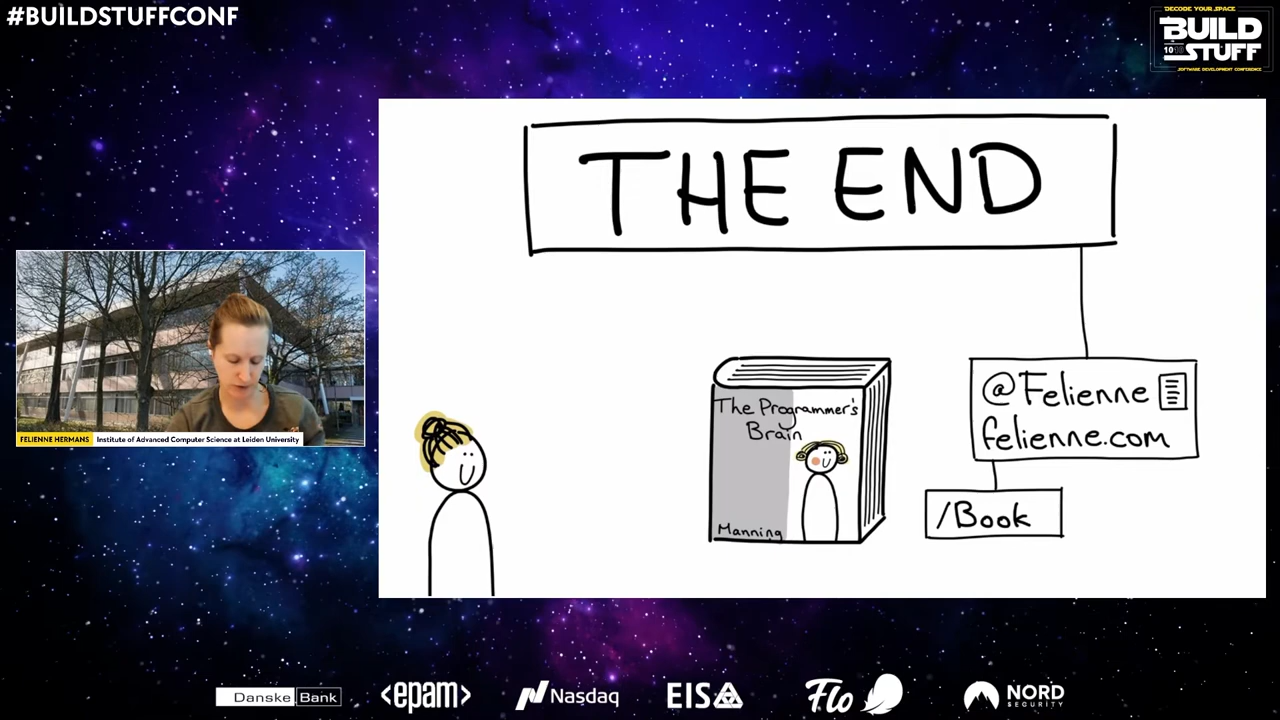 #BUILDSTUFFCONF
DECODE YOUR SPACE
BUILD
STUFF
SOFTWARE DEVELOPMENT CONFERENCE
THE END
The Programmer's
Brain
Manning
@Felienne
felienne.com
/Book
FELIENNE HERMANS Institute of Advanced Computer Science at Leiden University
Danske Bank
<epam>
Nasdaq
EIS
Flo
NORD
SECURITY